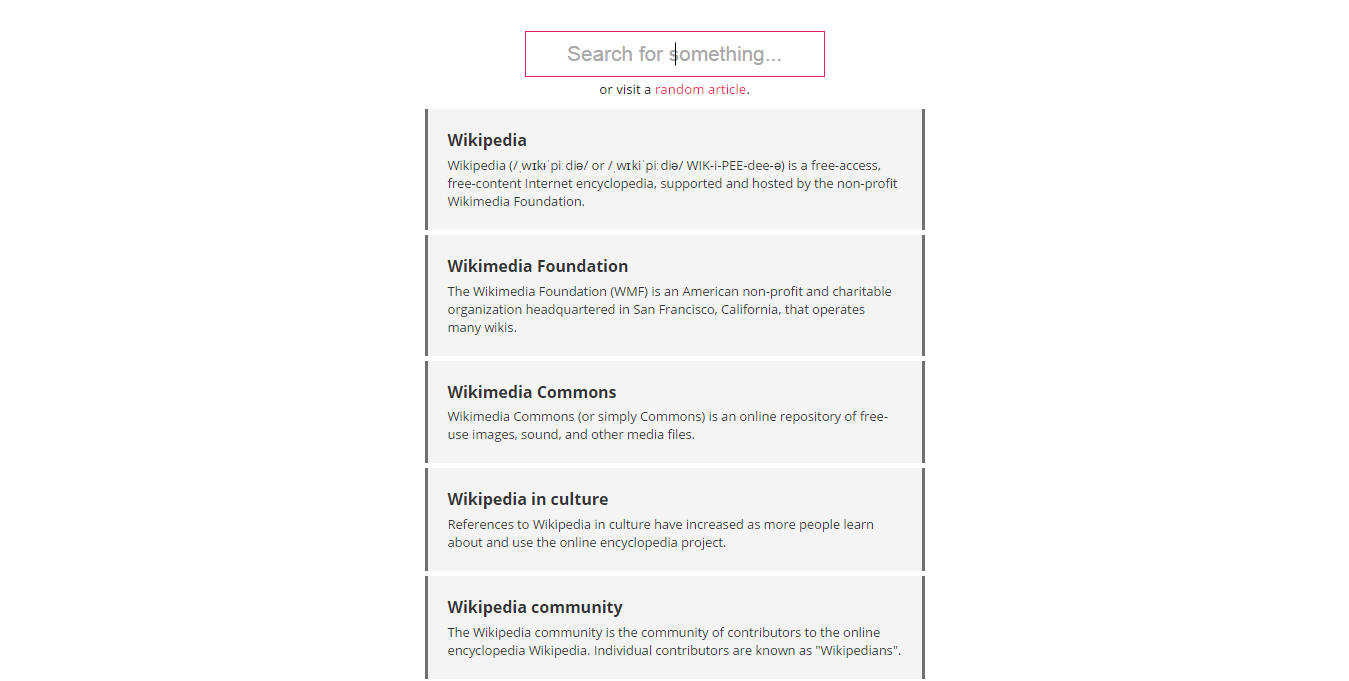 Search for something...
or visit a random article.
Wikipedia
Wikipedia (/ˌwɪkɨˈpiːdiə/ or /ˌwɪkiˈpiːdiə/ WIK-i-PEE-dee-ə) is a free-access,
free-content Internet encyclopedia, supported and hosted by the non-profit
Wikimedia Foundation.
Wikimedia Foundation
The Wikimedia Foundation (WMF) is an American non-profit and charitable
organization headquartered in San Francisco, California, that operates
many wikis.
Wikimedia Commons
Wikimedia Commons (or simply Commons) is an online repository of free-
use images, sound, and other media files.
Wikipedia in culture
References to Wikipedia in culture have increased as more people learn
about and use the online encyclopedia project.
Wikipedia community
The Wikipedia community is the community of contributors to the online
encyclopedia Wikipedia. Individual contributors are known as "Wikipedians".